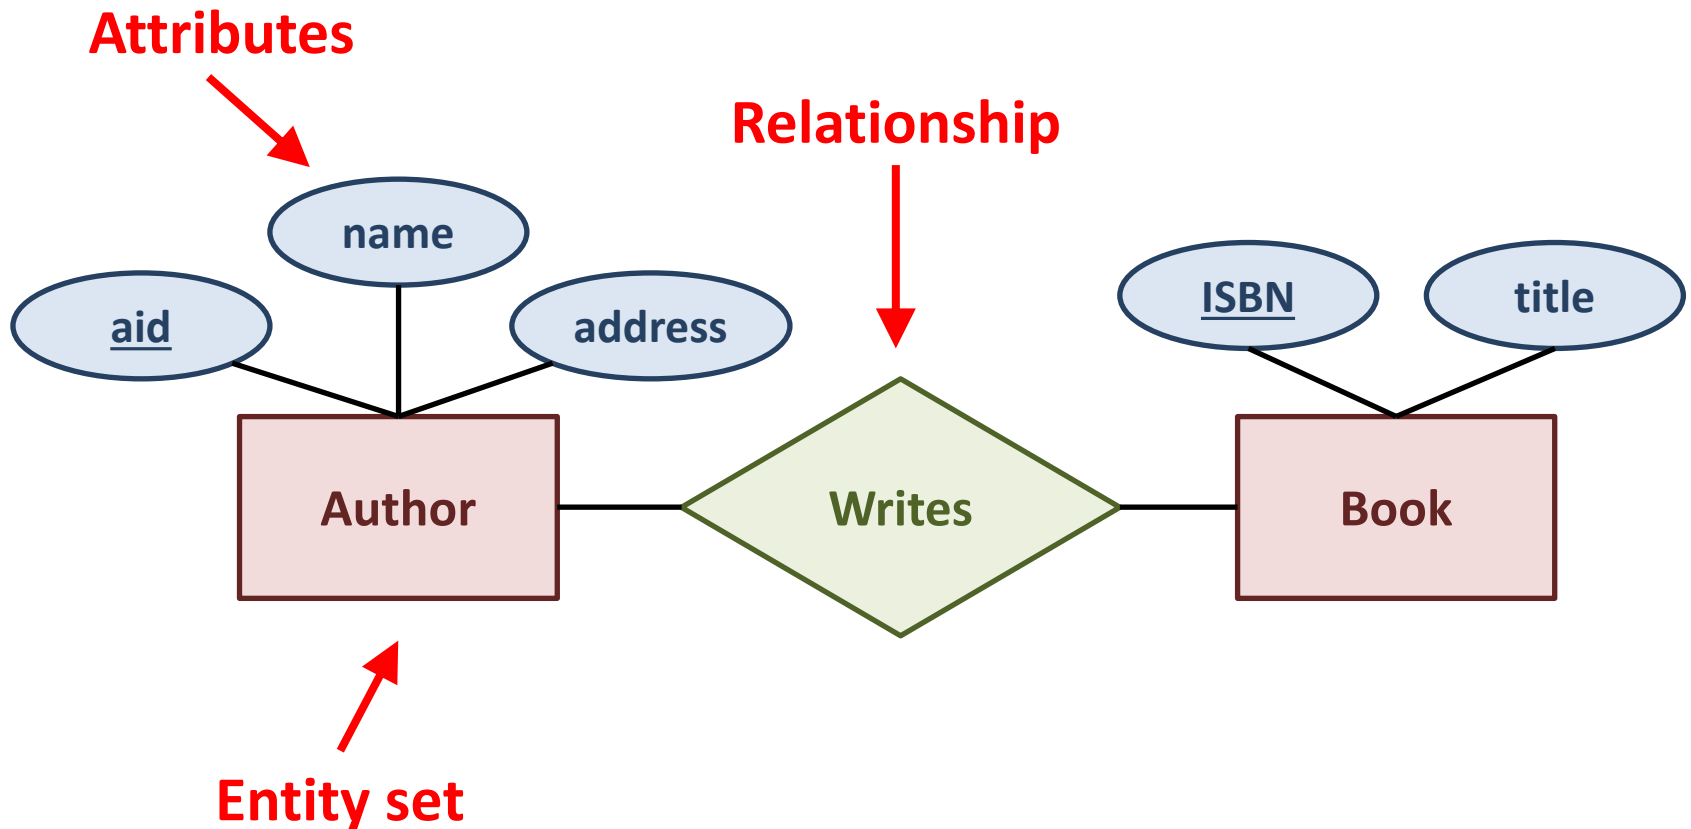 Attributes
Relationship
name
aid
address
ISBN
title
Author
Writes
Book
Entity set